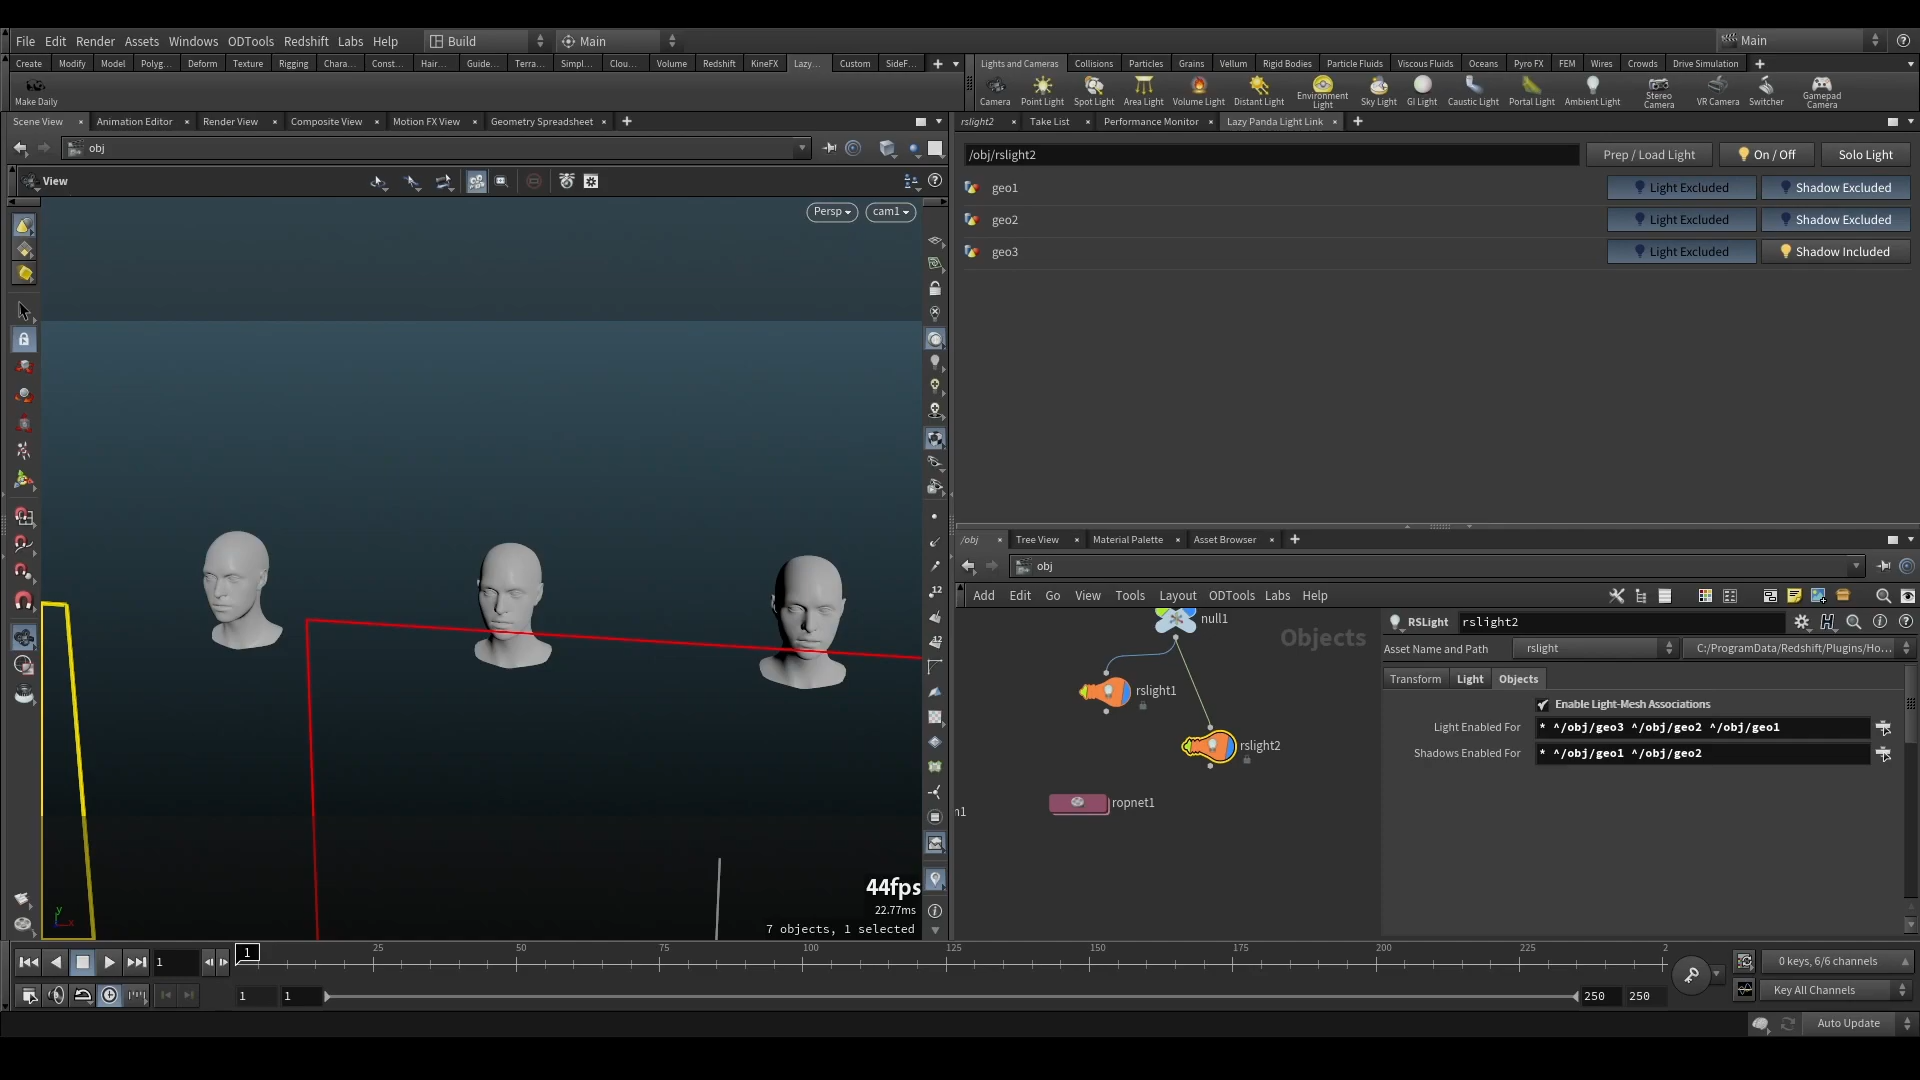 File Edit Render Assets Windows ODTools Redshift Labs Help Build Main Main
Create Modify Model Polyg... Deform Texture Rigging Chara... Const... Hair... Guide... Terra... Simpl... Clou... Volume Redshift KineFX Lazy... Custom SideF...
Lights and Cameras Collisions Particles Grains Vellum Rigid Bodies Particle Fluids Viscous Fluids Oceans Pyro FX FEM Wires Crowds Drive Simulation
Make Daily
Camera Point Light Spot Light Area Light Volume Light Distant Light Environment Light Sky Light GI Light Caustic Light Portal Light Ambient Light Stereo Camera VR Camera Switcher Gamepad Camera
Scene View Animation Editor Render View Composite View Motion FX View Geometry Spreadsheet
rslight2 Take List Performance Monitor Lazy Panda Light Link
obj
/obj/rslight2 Prep / Load Light On / Off Solo Light
View
geo1 Light Excluded Shadow Excluded
geo2 Light Excluded Shadow Excluded
geo3 Light Excluded Shadow Included
Persp cam1
44fps
22.77ms
7 objects, 1 selected
/obj Tree View Material Palette Asset Browser
obj
Add Edit Go View Tools Layout ODTools Labs Help
Objects
null1
rslight1
rslight2
ropnet1
n1
RSLight rslight2
Asset Name and Path rslight C:/ProgramData/Redshift/Plugins/Ho...
Transform Light Objects
Enable Light-Mesh Associations
Light Enabled For * ^/obj/geo3 ^/obj/geo2 ^/obj/geo1
Shadows Enabled For * ^/obj/geo1 ^/obj/geo2
12
12
y
x
1 1 25 50 75 100 125 150 175 200 225 2
0 keys, 6/6 channels
1 1 250 250
Key All Channels
Auto Update